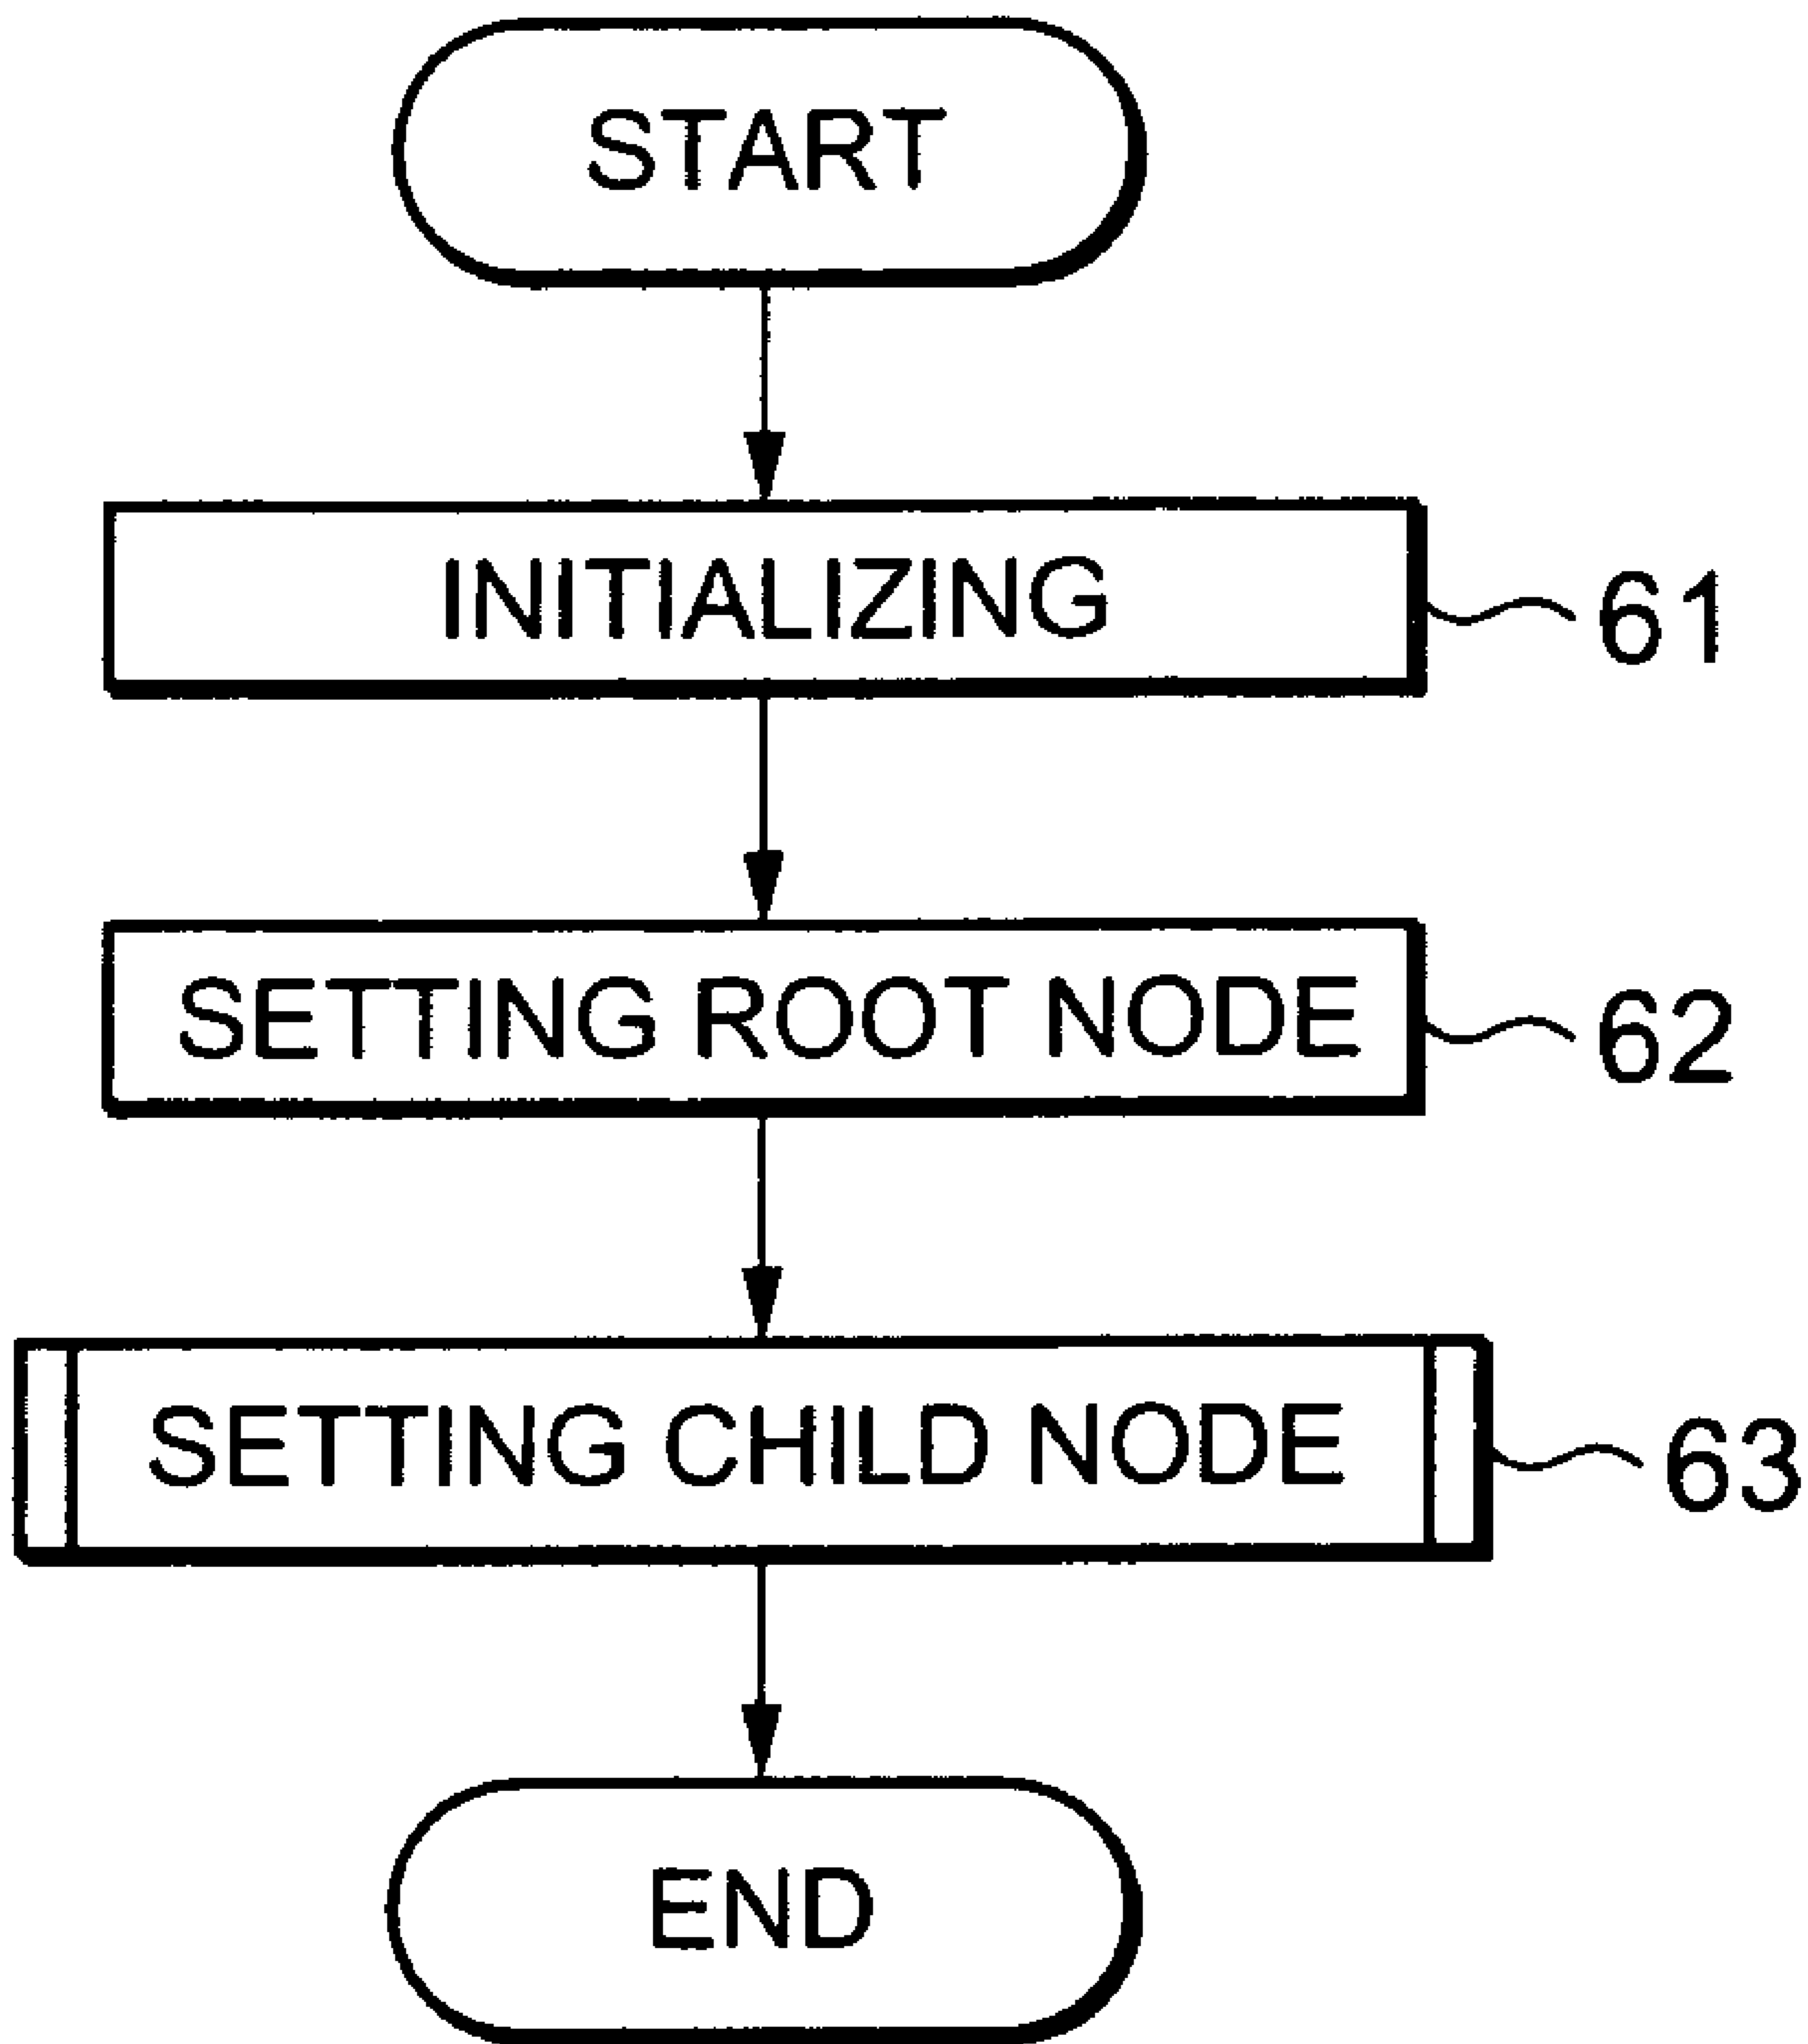 START
INITIALIZING
61
SETTING ROOT NODE
62
SETTING CHILD NODE
63
END